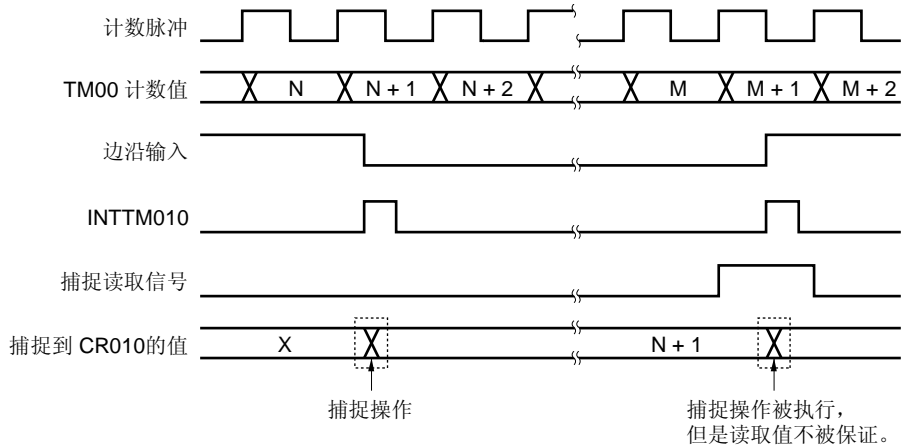 计数脉冲
TM00 计数值
N
N + 1
N + 2
M
M + 1
M + 2
边沿输入
INTTM010
捕捉读取信号
捕捉到 CR010的值
X
N + 1
捕捉操作
捕捉操作被执行，
但是读取值不被保证。